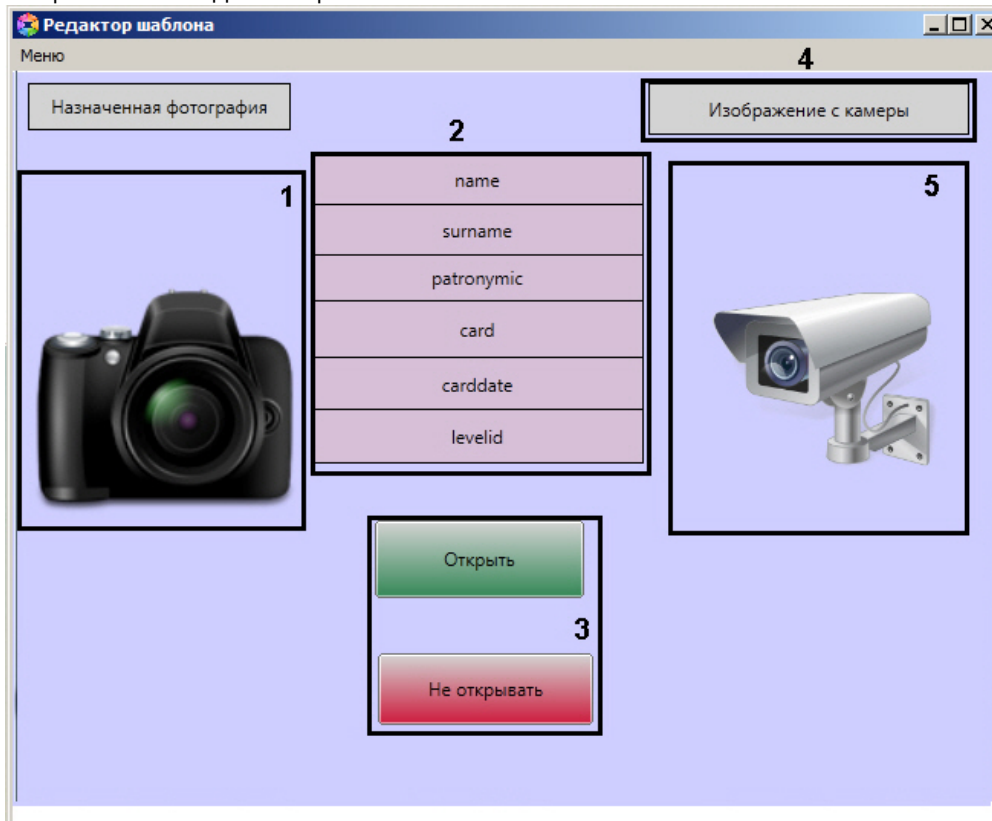 Редактор шаблона
Меню
4
Назначенная фотография
Изображение с камеры
2
1
name
5
surname
patronymic
card
carddate
levelid
Открыть
3
Не открывать